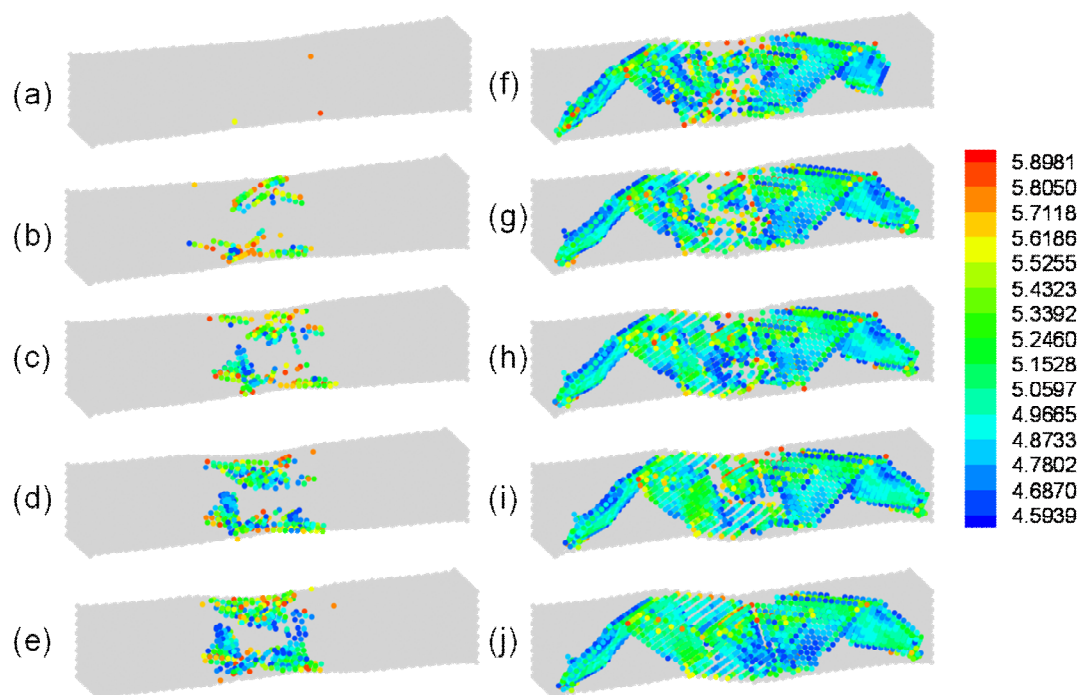 (a)
(b)
(c)
(d)
(e)
(f)
(g)
(h)
(i)
(j)
5.8981
5.8050
5.7118
5.6186
5.5255
5.4323
5.3392
5.2460
5.1528
5.0597
4.9665
4.8733
4.7802
4.6870
4.5939